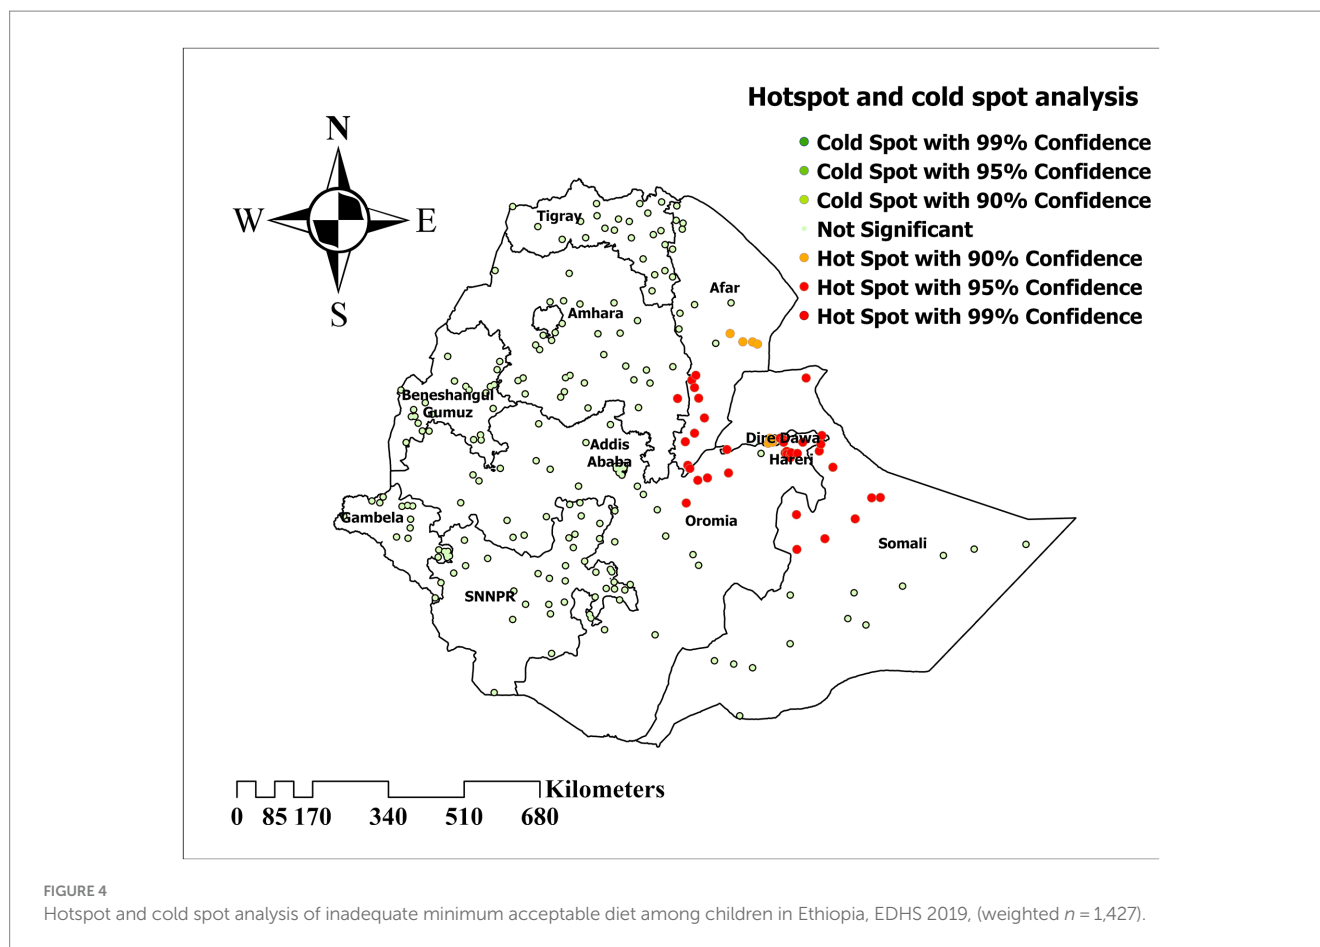 Hotspot and cold spot analysis
Cold Spot with 99% Confidence
Cold Spot with 95% Confidence
Cold Spot with 90% Confidence
Not Significant
Hot Spot with 90% Confidence
Hot Spot with 95% Confidence
Hot Spot with 99% Confidence
N
W
E
S
Tigray
Afar
Amhara
Beneshangul
Gumuz
Addis
Ababa
Dire Dawa
Hareri
Gambela
Oromia
Somali
SNNPR
Kilometers
0 85 170 340 510 680
FIGURE 4
Hotspot and cold spot analysis of inadequate minimum acceptable diet among children in Ethiopia, EDHS 2019, (weighted n = 1,427).